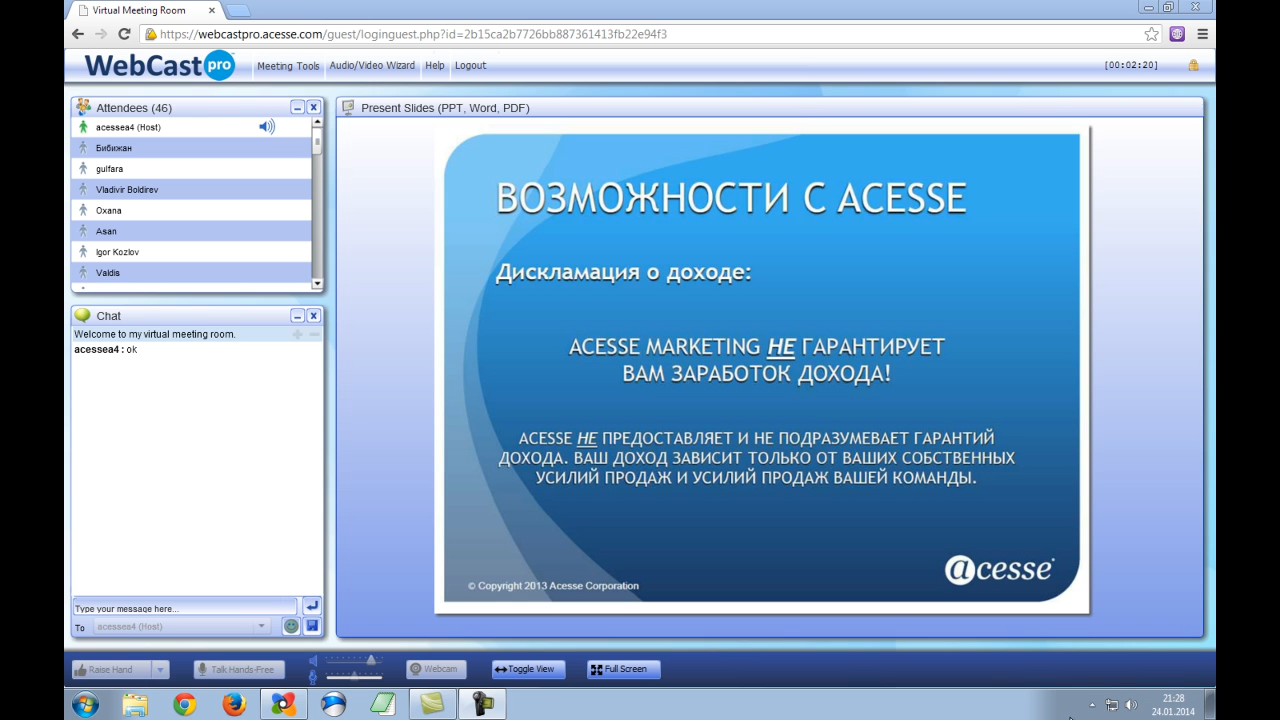 Virtual Meeting Room
https://webcastpro.acesse.com/guest/loginguest.php?id=2b15ca2b7726bb887361413fb22e94f3
WebCast pro
Meeting Tools Audio/Video Wizard Help Logout
[00:02:20]
Attendees (46)
acessea4 (Host)
Бибижан
gulfara
Vladivir Boldirev
Oxana
Asan
Igor Kozlov
Valdis
Chat
Welcome to my virtual meeting room.
acessea4 : ok
Type your message here...
To acessea4 (Host)
Present Slides (PPT, Word, PDF)
ВОЗМОЖНОСТИ С ACESSE
Дискламация о доходе:
ACESSE MARKETING НЕ ГАРАНТИРУЕТ
ВАМ ЗАРАБОТОК ДОХОДА!
ACESSE НЕ ПРЕДОСТАВЛЯЕТ И НЕ ПОДРАЗУМЕВАЕТ ГАРАНТИЙ
ДОХОДА. ВАШ ДОХОД ЗАВИСИТ ТОЛЬКО ОТ ВАШИХ СОБСТВЕННЫХ
УСИЛИЙ ПРОДАЖ И УСИЛИЙ ПРОДАЖ ВАШЕЙ КОМАНДЫ.
acesse
© Copyright 2013 Acesse Corporation
Raise Hand Talk Hands-Free Webcam Toggle View Full Screen
21:28
24.01.2014